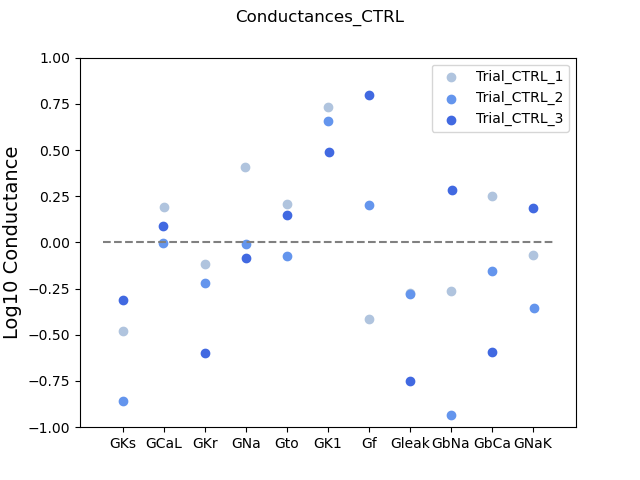 Conductances_CTRL
Log10 Conductance
1.00
0.75
0.50
0.25
0.00
−0.25
−0.50
−0.75
−1.00
Trial_CTRL_1
Trial_CTRL_2
Trial_CTRL_3
GKs GCaL GKr GNa Gto GK1 Gf Gleak GbNa GbCa GNaK